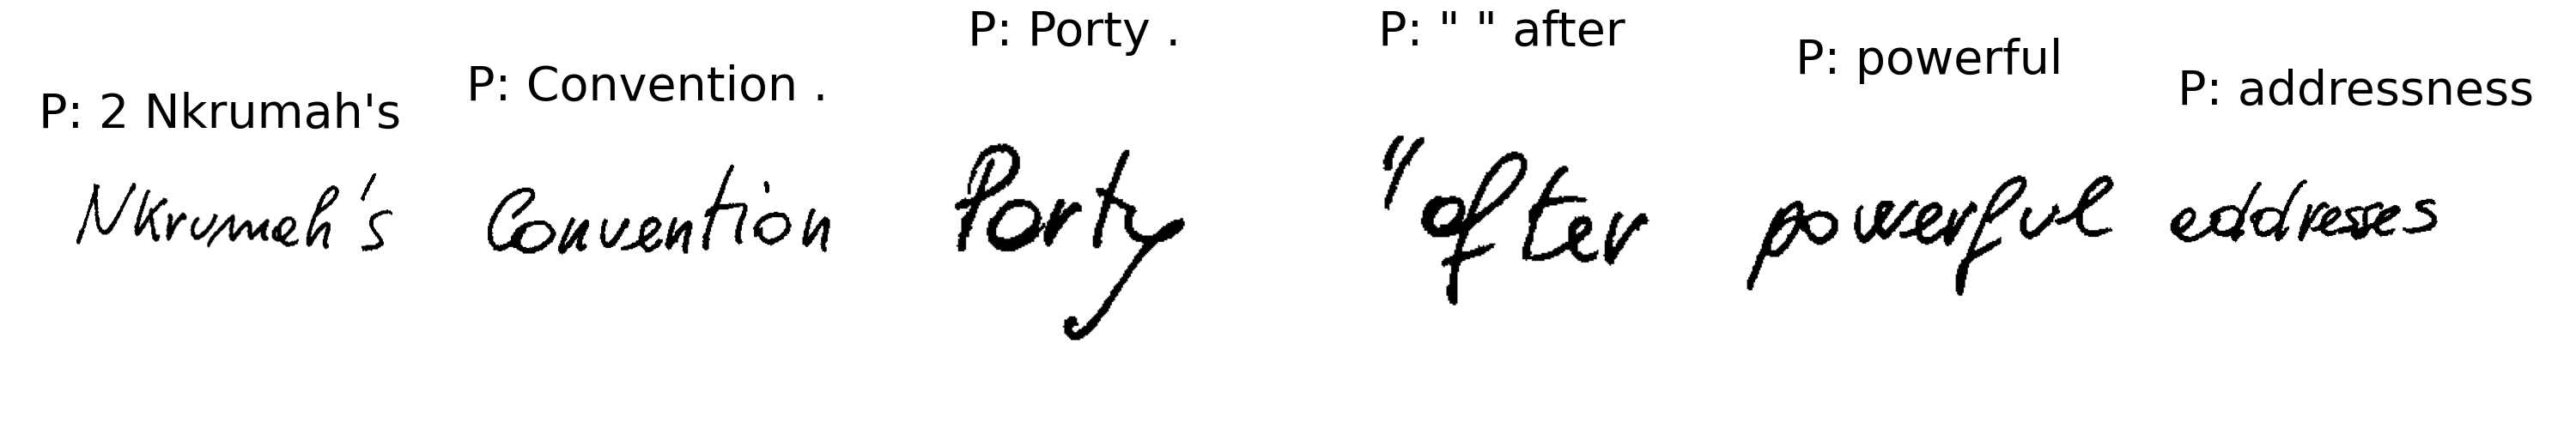 P: 2 Nkrumah's P: Convention . P: Porty . P: " " after P: powerful P: addressness
Nkrumah's Convention Party "after powerful addresses